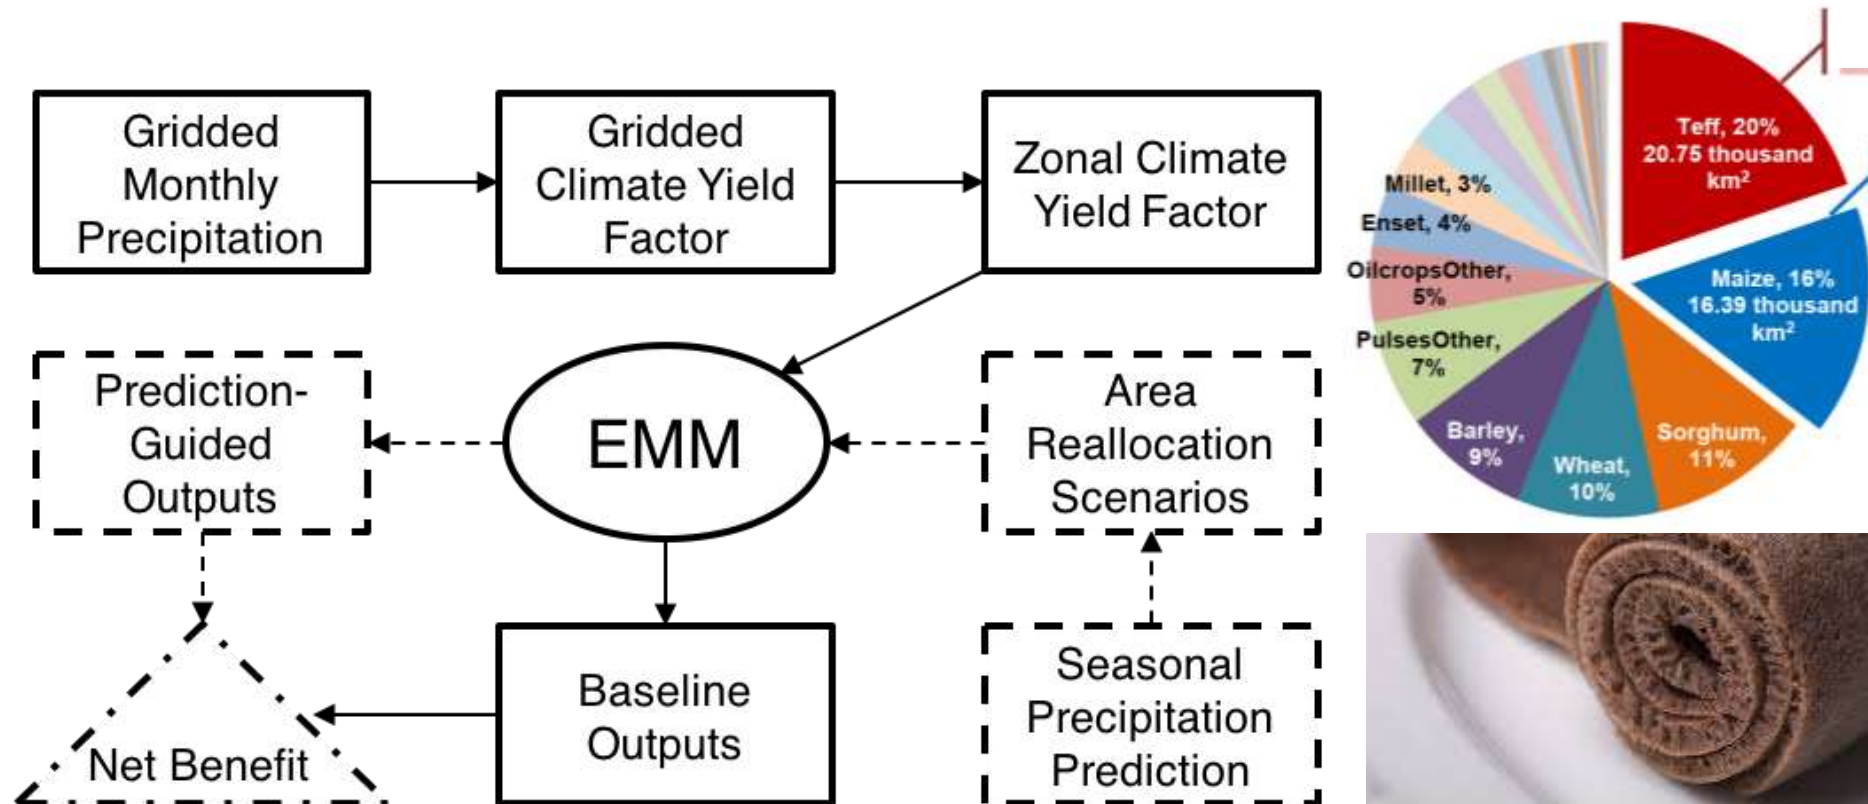 Gridded
Monthly
Precipitation
Gridded
Climate Yield
Factor
Zonal Climate
Yield Factor
Prediction-
Guided
Outputs
EMM
Area
Reallocation
Scenarios
Net Benefit
Baseline
Outputs
Seasonal
Precipitation
Prediction
Teff, 20%
20.75 thousand
km²
Maize, 16%
16.39 thousand
km²
Sorghum,
11%
Wheat,
10%
Barley,
9%
PulsesOther,
7%
OilcropsOther,
5%
Enset, 4%
Millet, 3%